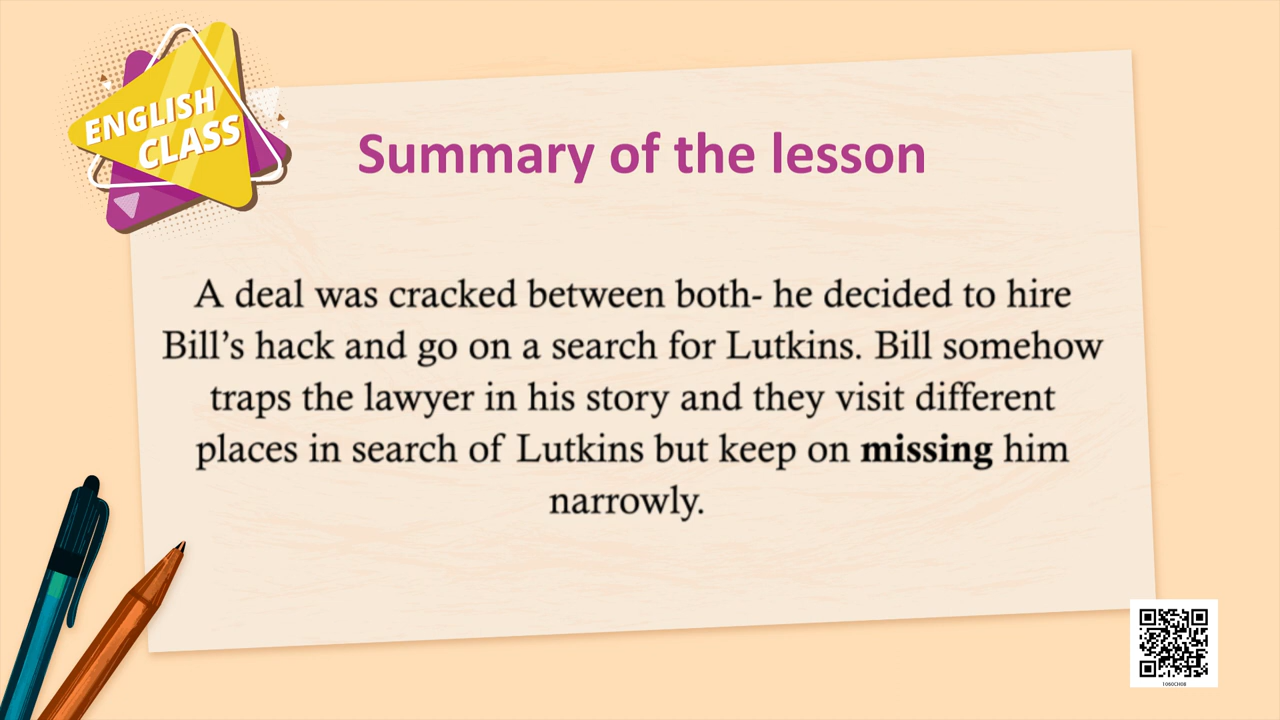 ENGLISH
CLASS
Summary of the lesson
A deal was cracked between both- he decided to hire
Bill’s hack and go on a search for Lutkins. Bill somehow
traps the lawyer in his story and they visit different
places in search of Lutkins but keep on missing him
narrowly.
1060CH08